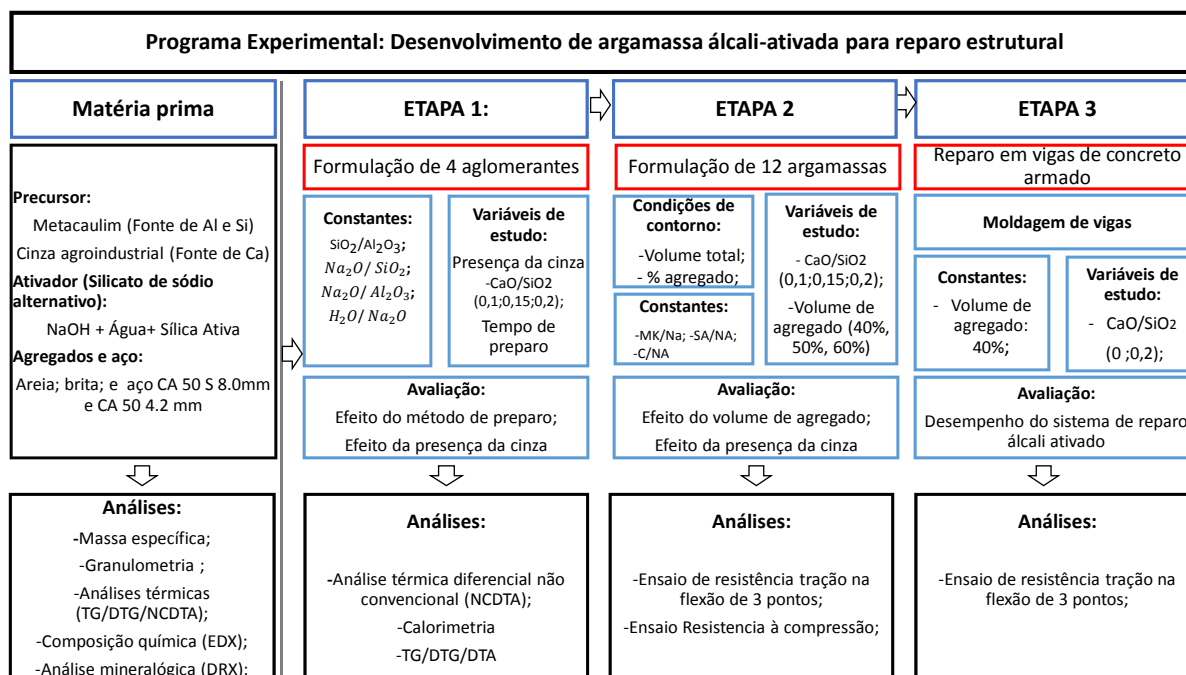 Programa Experimental: Desenvolvimento de argamassa álcali-ativada para reparo estrutural
Matéria prima
Precursor:
Metacaulim (Fonte de Al e Si)
Cinza agroindustrial (Fonte de Ca)
Ativador (Silicato de sódio
alternativo):
NaOH + Água+ Sílica Ativa
Agregados e aço:
Areia; brita; e aço CA 50 S 8.0mm
e CA 50 4.2 mm
Análises:
-Massa específica;
-Granulometria ;
-Análises térmicas
(TG/DTG/NCDTA);
-Composição química (EDX);
-Análise mineralógica (DRX);
ETAPA 1:
Formulação de 4 aglomerantes
Constantes:
SiO₂/Al₂O₃;
Na₂O/ SiO₂;
Na₂O/ Al₂O₃;
H₂O/ Na₂O
Variáveis de
estudo:
Presença da cinza
-CaO/SiO2
(0,1;0,15;0,2);
Tempo de
preparo
Avaliação:
Efeito do método de preparo;
Efeito da presença da cinza
Análises:
-Análise térmica diferencial não
convencional (NCDTA);
-Calorimetria
-TG/DTG/DTA
ETAPA 2
Formulação de 12 argamassas
Condições de
contorno:
-Volume total;
- % agregado;
Constantes:
-MK/Na; -SA/NA;
-C/NA
Variáveis de
estudo:
- CaO/SiO2
(0,1;0,15;0,2);
-Volume de
agregado (40%,
50%, 60%)
Avaliação:
Efeito do volume de agregado;
Efeito da presença da cinza
Análises:
-Ensaio de resistência tração na
flexão de 3 pontos;
-Ensaio Resistencia à compressão;
ETAPA 3
Reparo em vigas de concreto
armado
Moldagem de vigas
Constantes:
- Volume de
agregado:
40%;
Variáveis de
estudo:
- CaO/SiO₂
(0 ;0,2);
Avaliação:
Desempenho do sistema de reparo
álcali ativado
Análises:
-Ensaio de resistência tração na
flexão de 3 pontos;